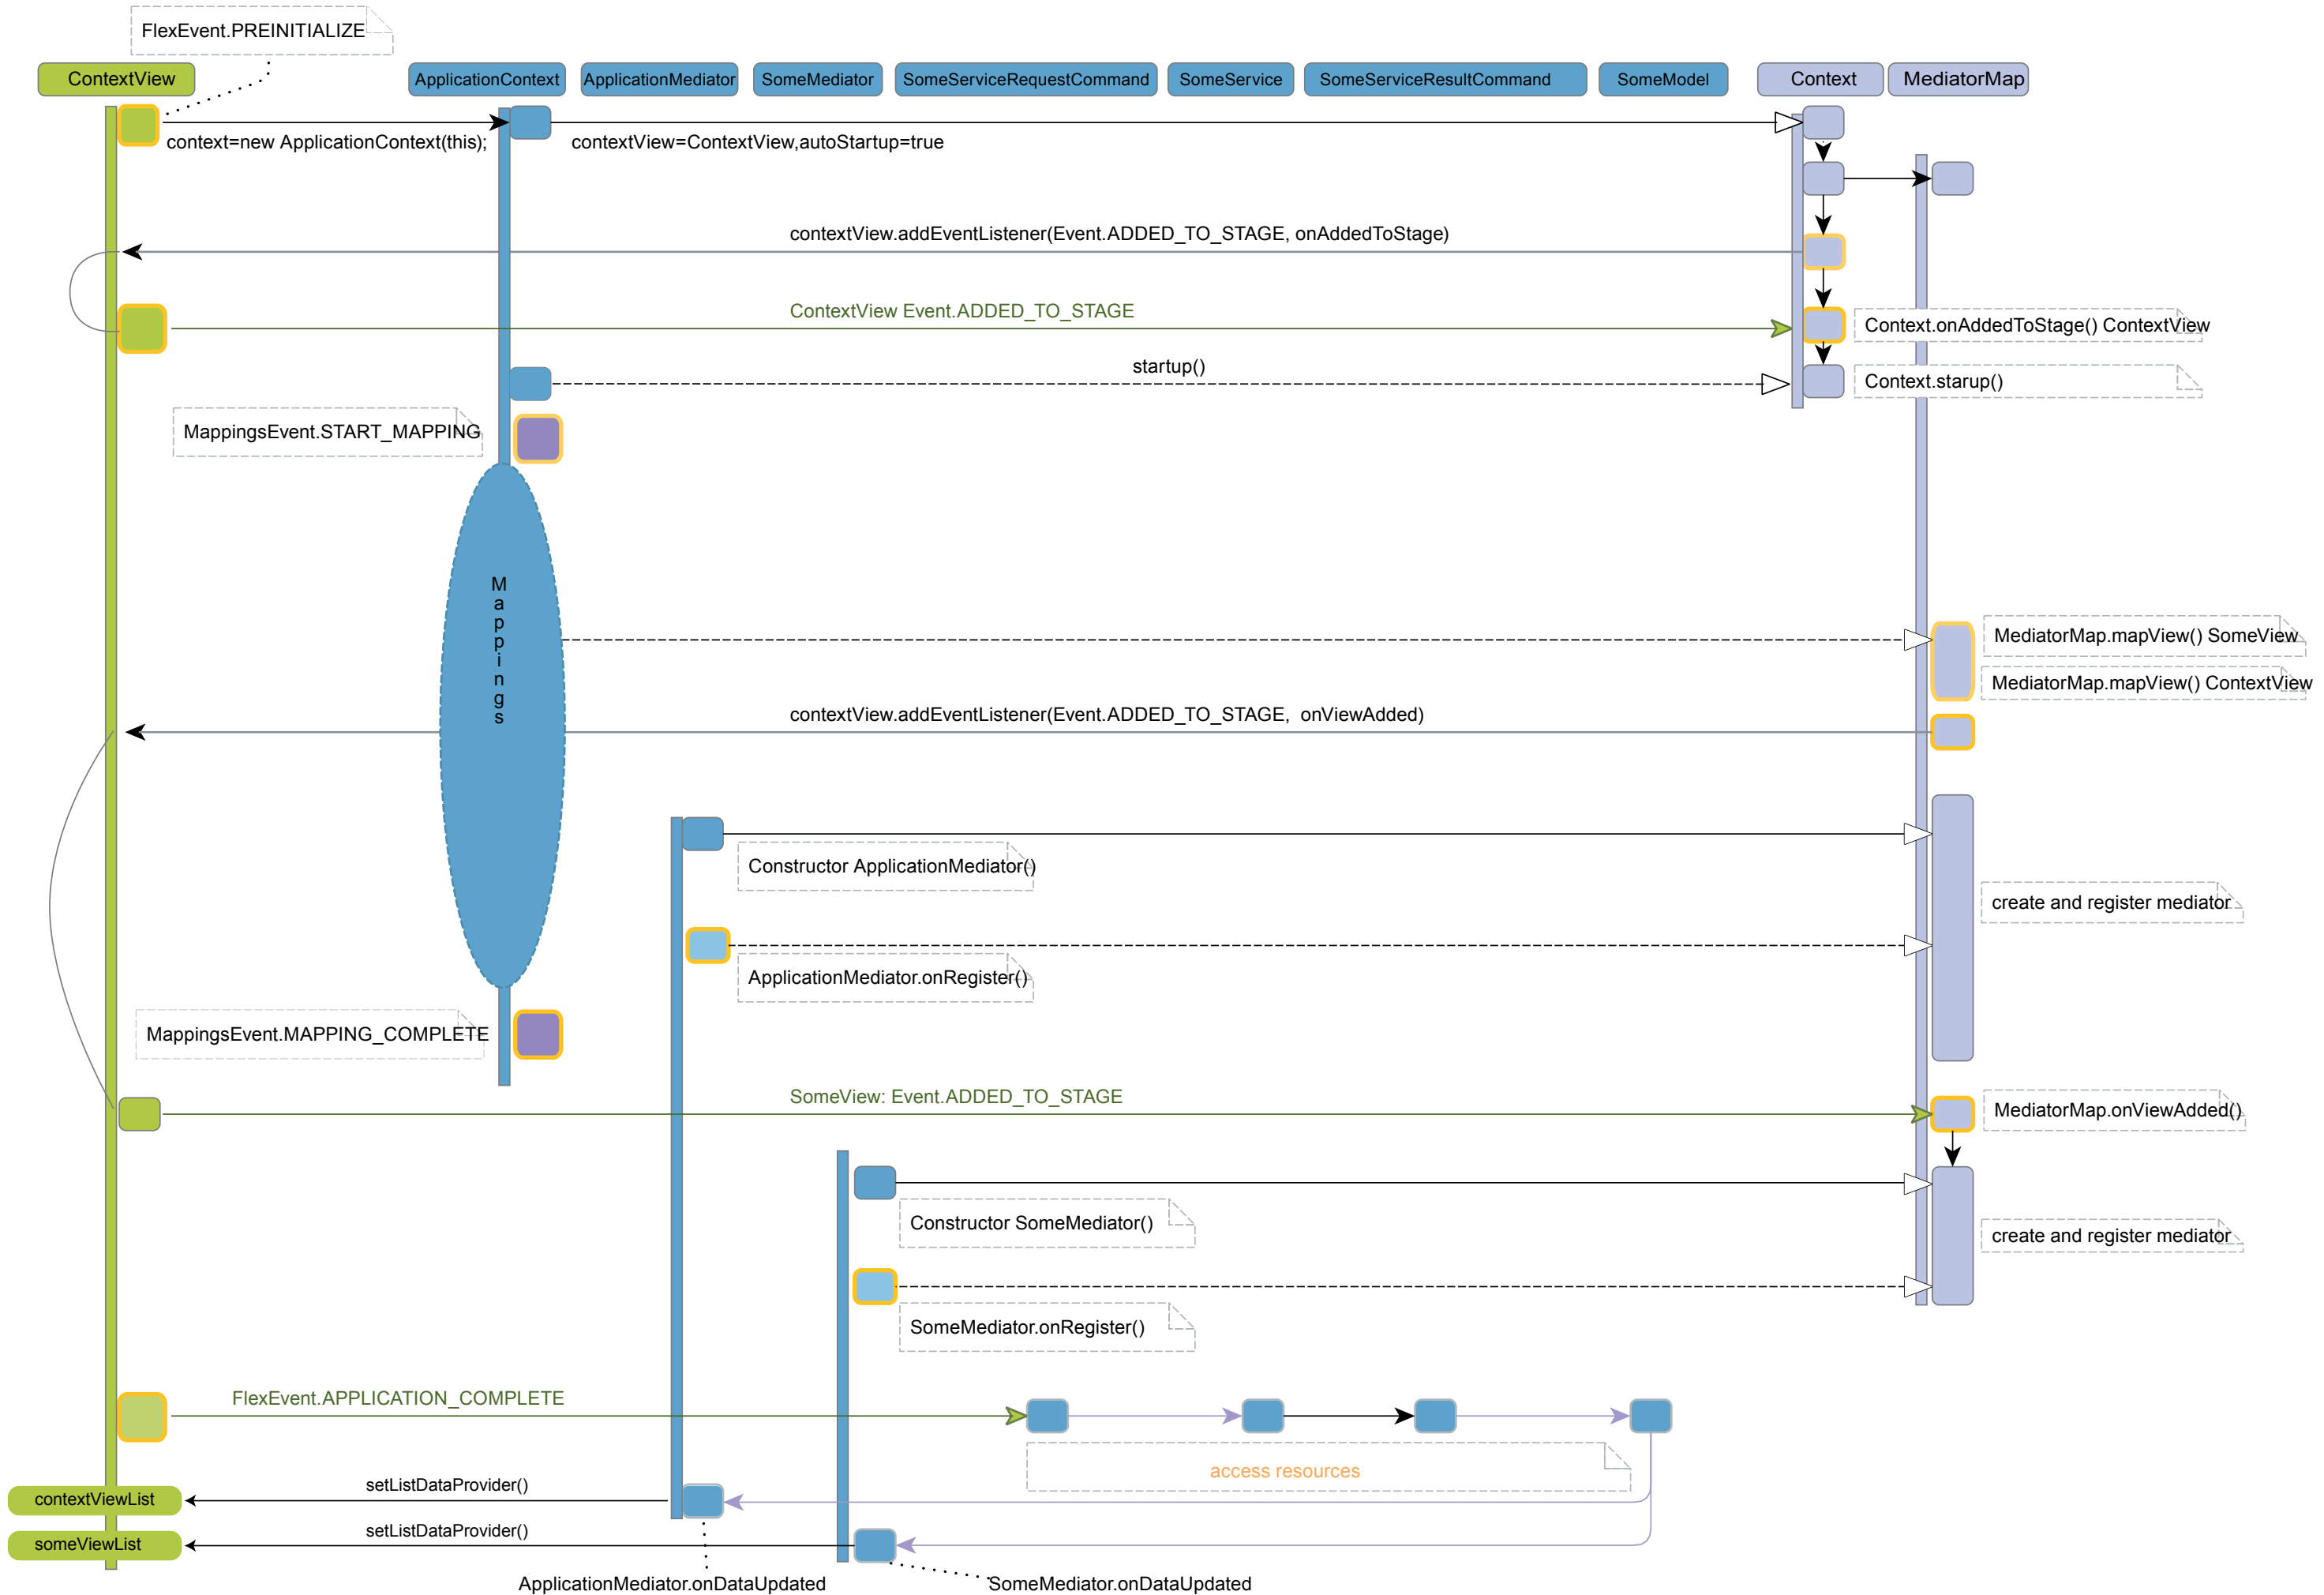 FlexEvent.PREINITIALIZE
ContextView
ApplicationContext
ApplicationMediator
SomeMediator
SomeServiceRequestCommand
SomeService
SomeServiceResultCommand
SomeModel
Context
MediatorMap
context=new ApplicationContext(this);
contextView=ContextView,autoStartup=true
contextView.addEventListener(Event.ADDED_TO_STAGE, onAddedToStage)
ContextView Event.ADDED_TO_STAGE
Context.onAddedToStage() ContextView
startup()
Context.starup()
MappingsEvent.START_MAPPING
Mappings
MediatorMap.mapView() SomeView
MediatorMap.mapView() ContextView
contextView.addEventListener(Event.ADDED_TO_STAGE, onViewAdded)
Constructor ApplicationMediator()
create and register mediator
ApplicationMediator.onRegister()
MappingsEvent.MAPPING_COMPLETE
SomeView: Event.ADDED_TO_STAGE
MediatorMap.onViewAdded()
Constructor SomeMediator()
create and register mediator
SomeMediator.onRegister()
FlexEvent.APPLICATION_COMPLETE
access resources
setListDataProvider()
contextViewList
setListDataProvider()
someViewList
ApplicationMediator.onDataUpdated
SomeMediator.onDataUpdated